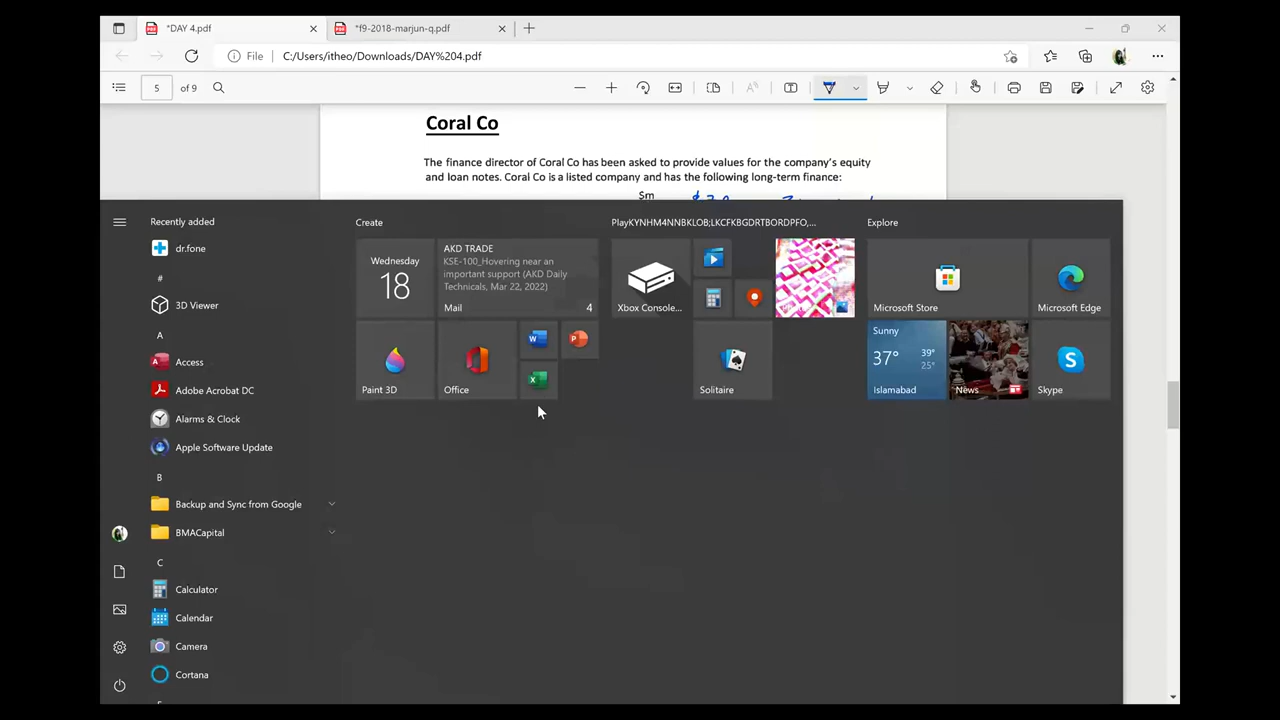 *DAY 4.pdf
*f9-2018-marjun-q.pdf
File
C:/Users/itheo/Downloads/DAY%204.pdf
5 of 9
Coral Co
The finance director of Coral Co has been asked to provide values for the company's equity
and loan notes. Coral Co is a listed company and has the following long-term finance:
$m
Recently added
dr.fone
#
3D Viewer
A
Access
Adobe Acrobat DC
Alarms & Clock
Apple Software Update
B
Backup and Sync from Google
BMACapital
C
Calculator
Calendar
Camera
Cortana
Create
Wednesday
18
AKD TRADE
KSE-100_Hovering near an
important support (AKD Daily
Technicals, Mar 22, 2022)
Mail 4
Paint 3D
Office
PlayKYNHM4NNBKLOB;LKCFKBGDRTBORDPFO,...
Xbox Console...
Solitaire
Explore
Microsoft Store
Microsoft Edge
Sunny
37° 39°
25°
Islamabad
News
Skype